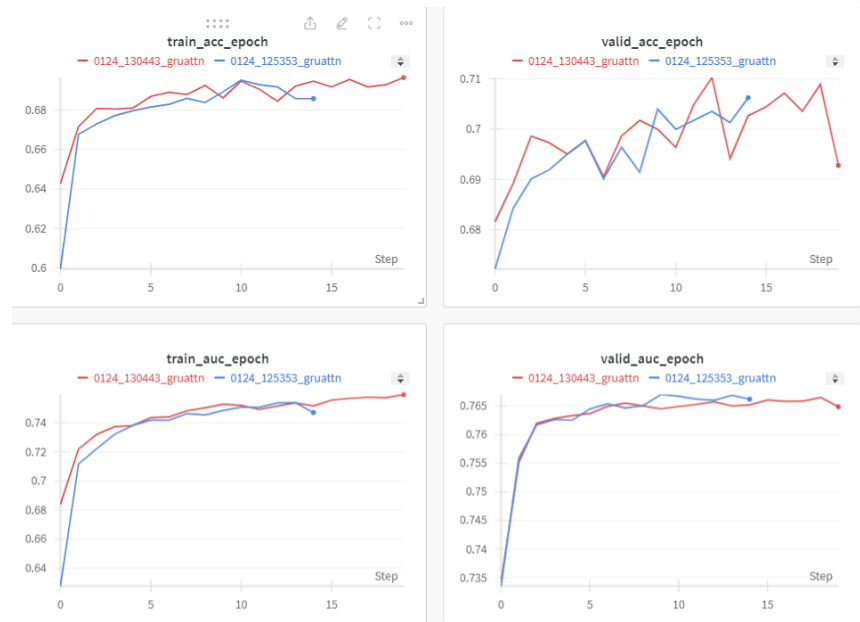 train_acc_epoch
0124_130443_gruattn 0124_125353_gruattn
0.68
0.66
0.64
0.62
0.6
Step
0 5 10 15
valid_acc_epoch
0124_130443_gruattn 0124_125353_gruattn
0.71
0.7
0.69
0.68
Step
0 5 10 15
train_auc_epoch
0124_130443_gruattn 0124_125353_gruattn
0.74
0.72
0.7
0.68
0.66
0.64
Step
0 5 10 15
valid_auc_epoch
0124_130443_gruattn 0124_125353_gruattn
0.765
0.76
0.755
0.75
0.745
0.74
0.735
Step
0 5 10 15